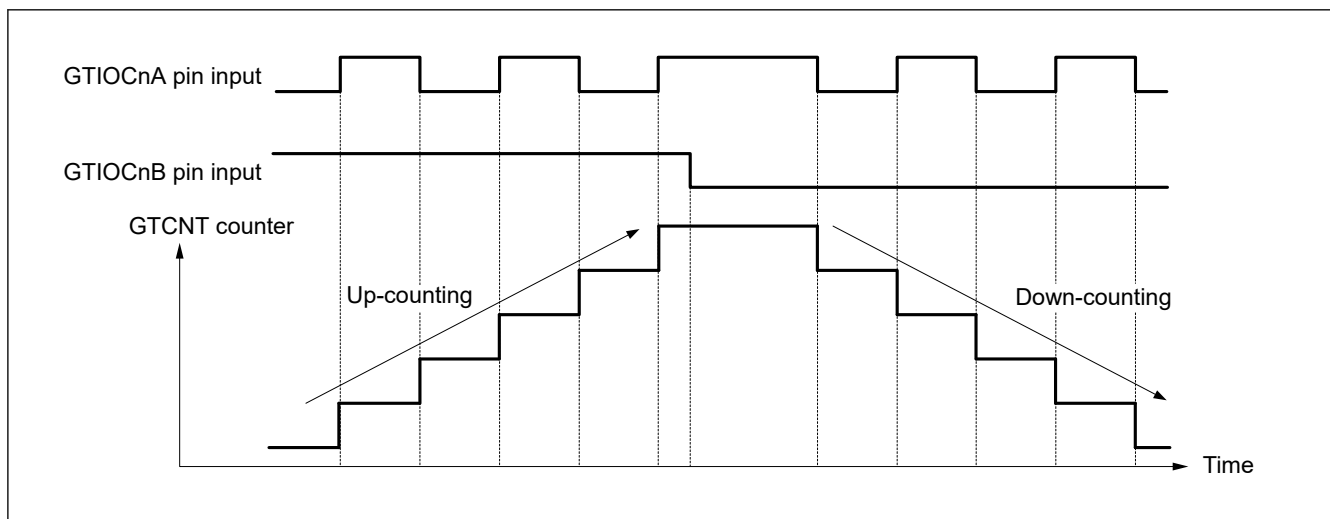 GTIOCnA pin input
GTIOCnB pin input
GTCNT counter
Up-counting
Down-counting
Time